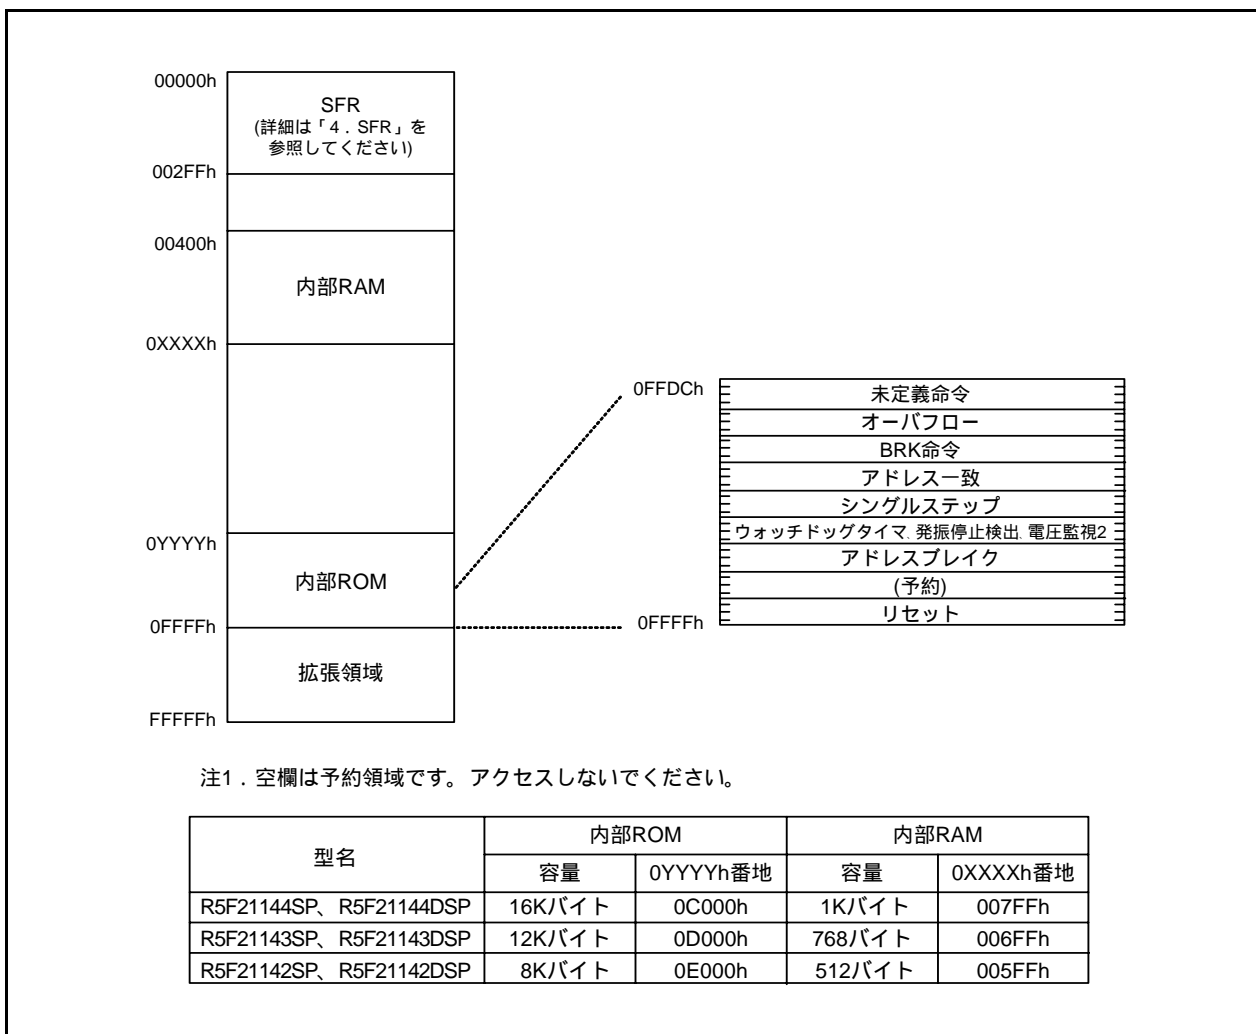 00000h
SFR
(詳細は「4．SFR」を
参照してください)
002FFh
00400h
内部RAM
0XXXXh
0YYYYh
内部ROM
0FFFFh
拡張領域
FFFFFh
0FFDCh
未定義命令
オーバフロー
BRK命令
アドレス一致
シングルステップ
ウォッチドッグタイマ、発振停止検出、電圧監視2
アドレスブレイク
(予約)
リセット
0FFFFh
注1．空欄は予約領域です。アクセスしないでください。
型名 内部ROM 内部RAM
容量 0YYYYh番地 容量 0XXXXh番地
R5F21144SP、R5F21144DSP 16Kバイト 0C000h 1Kバイト 007FFh
R5F21143SP、R5F21143DSP 12Kバイト 0D000h 768バイト 006FFh
R5F21142SP、R5F21142DSP 8Kバイト 0E000h 512バイト 005FFh